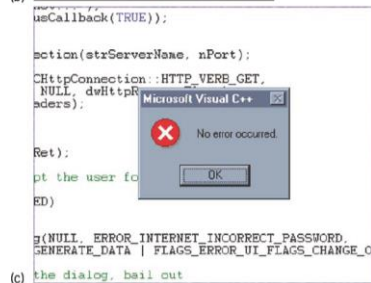 usCallback(TRUE));
ection(strServerName, nPort);
CHttpConnection::HTTP_VERB_GET,
NULL, dwHttpR
aders);
Microsoft Visual C++
No error occurred.
OK
Ret);
pt the user fo
ED)
g(NULL, ERROR_INTERNET_INCORRECT_PASSWORD,
GENERATE_DATA | FLAGS_ERROR_UI_FLAGS_CHANGE_O
(c) the dialog, bail out